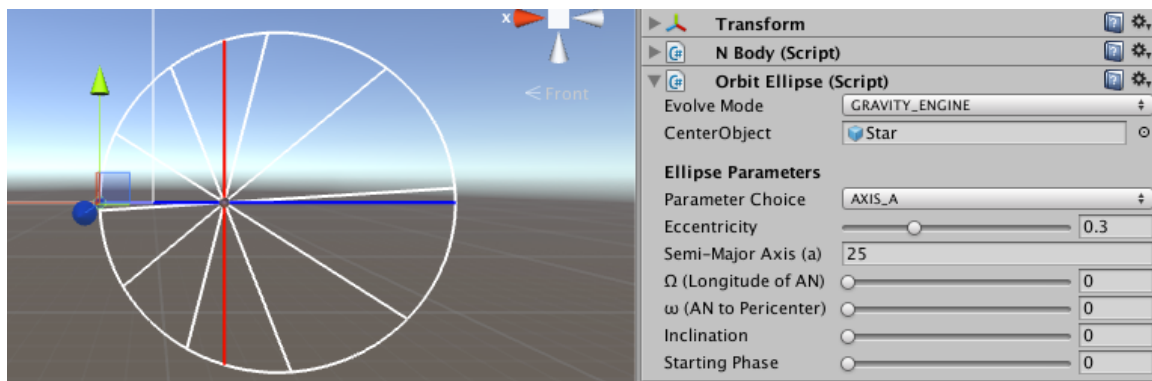 x
< Front
Transform
N Body (Script)
Orbit Ellipse (Script)
Evolve Mode GRAVITY_ENGINE
CenterObject Star
Ellipse Parameters
Parameter Choice AXIS_A
Eccentricity 0.3
Semi-Major Axis (a) 25
Ω (Longitude of AN) 0
ω (AN to Pericenter) 0
Inclination 0
Starting Phase 0